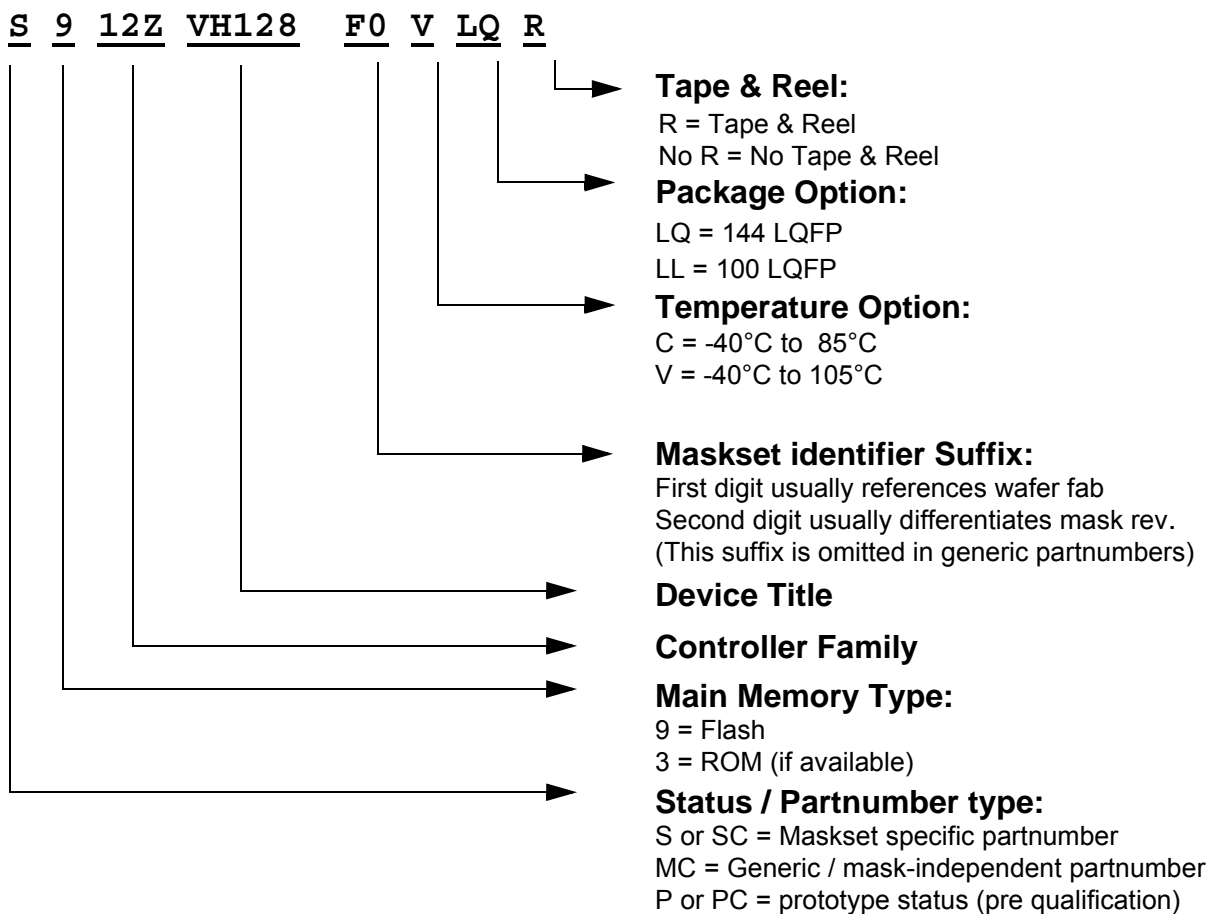 S 9 12Z VH128 F0 V LQ R
Tape & Reel:
R = Tape & Reel
No R = No Tape & Reel
Package Option:
LQ = 144 LQFP
LL = 100 LQFP
Temperature Option:
C = -40°C to 85°C
V = -40°C to 105°C
Maskset identifier Suffix:
First digit usually references wafer fab
Second digit usually differentiates mask rev.
(This suffix is omitted in generic partnumbers)
Device Title
Controller Family
Main Memory Type:
9 = Flash
3 = ROM (if available)
Status / Partnumber type:
S or SC = Maskset specific partnumber
MC = Generic / mask-independent partnumber
P or PC = prototype status (pre qualification)